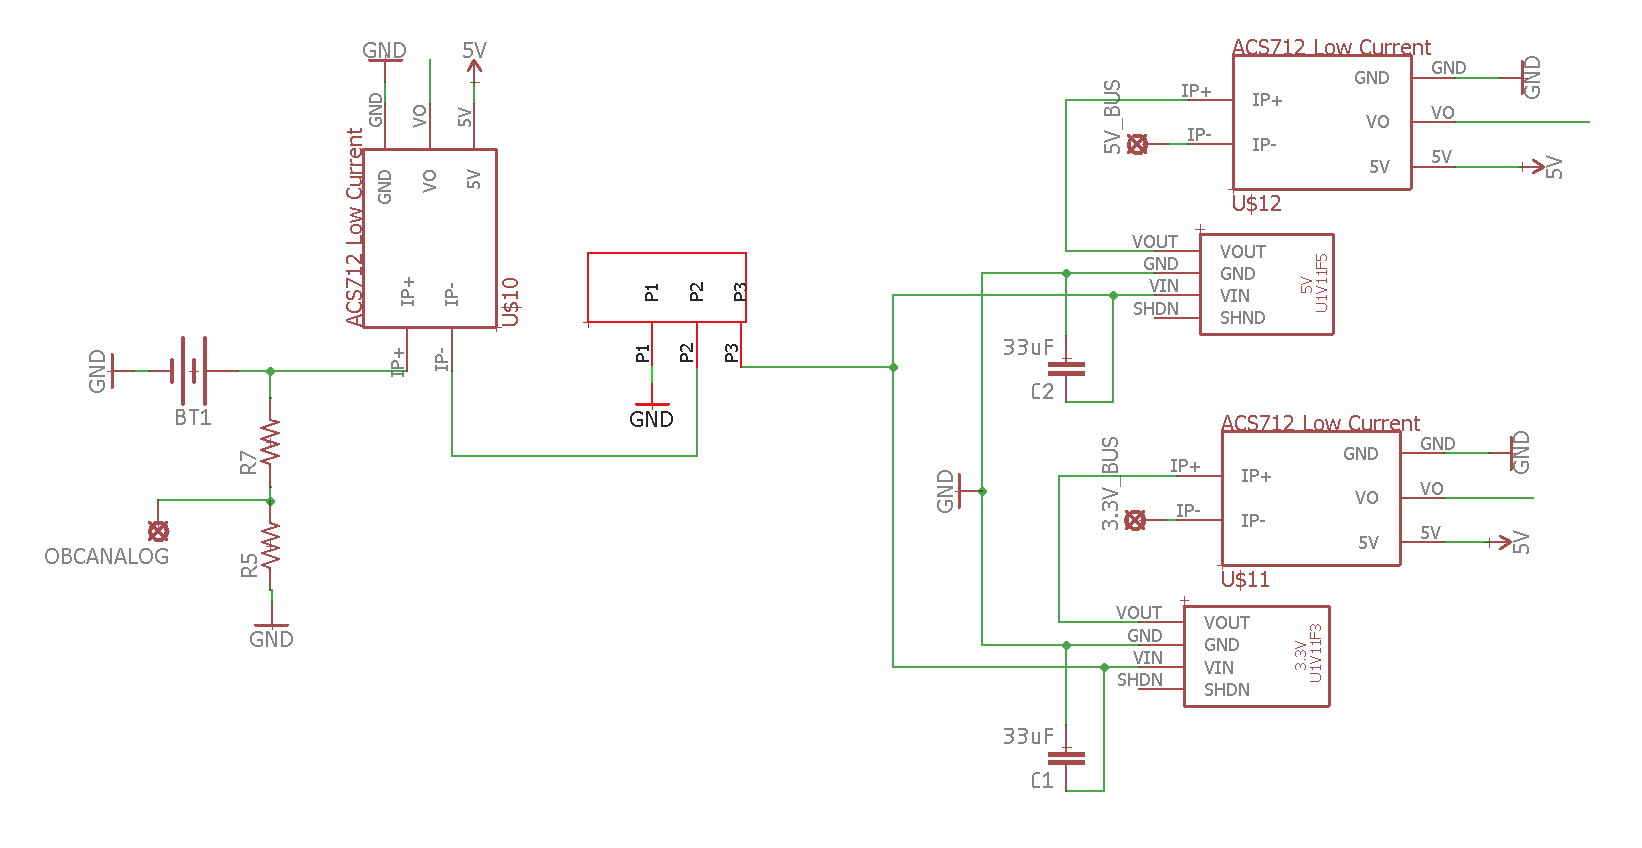 GND
5V
GND
VO
5V
ACS712 Low Current
GND
VO
5V
IP+
IP-
U$10
IP+
IP-
GND
BT1
R7
OBCANALOG
R5
GND
P1
P2
P3
P1
P2
P3
GND
ACS712 Low Current
5V_BUS
IP+
IP-
IP+
IP-
GND
VO
5V
GND
VO
5V
GND
5V
U$12
VOUT
GND
VIN
SHDN
VOUT
GND
VIN
SHND
5V
U1V11F5
33uF
C2
GND
ACS712 Low Current
3.3V_BUS
IP+
IP-
IP+
IP-
GND
VO
5V
GND
VO
5V
GND
5V
U$11
VOUT
GND
VIN
SHDN
VOUT
GND
VIN
SHDN
3.3V
U1V11F3
33uF
C1